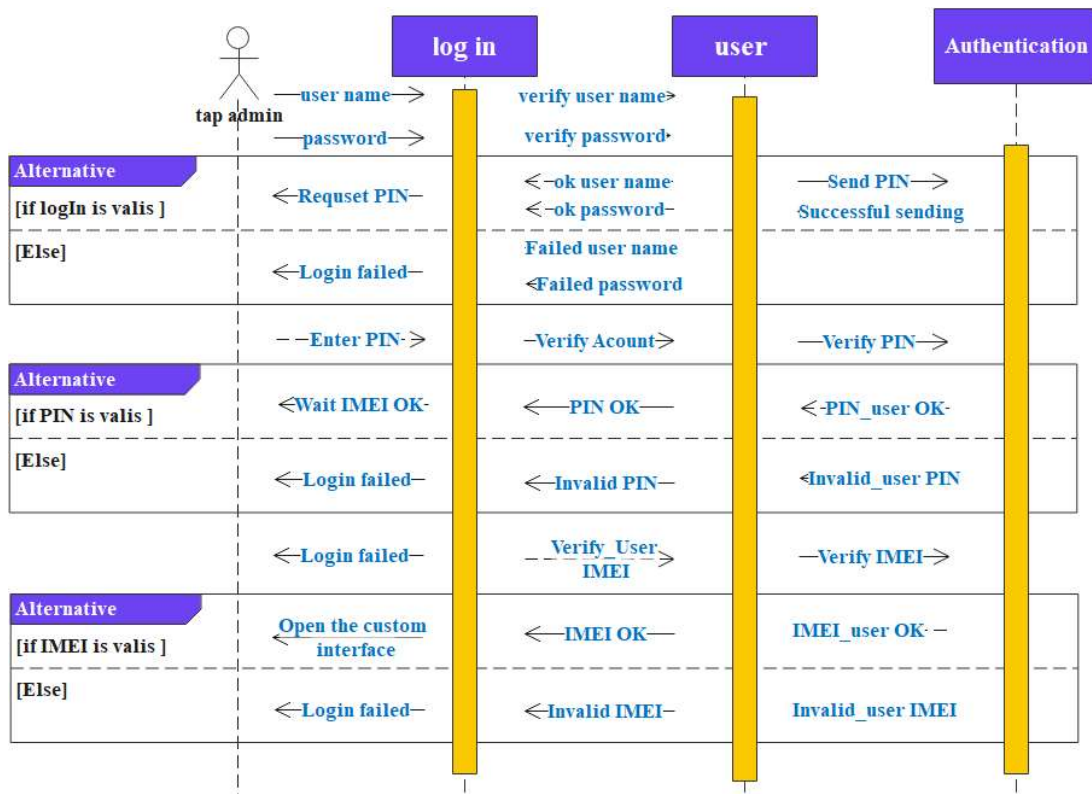 log in
user
Authentication
tap admin
user name
verify user name
password
verify password
Alternative
[if logIn is valis ]
Requset PIN
ok user name
ok password
Send PIN
Successful sending
[Else]
Login failed
Failed user name
Failed password
Enter PIN
Verify Acount
Verify PIN
Alternative
[if PIN is valis ]
Wait IMEI OK
PIN OK
PIN_user OK
[Else]
Login failed
Invalid PIN
Invalid_user PIN
Login failed
Verify_User
IMEI
Verify IMEI
Alternative
[if IMEI is valis ]
Open the custom
interface
IMEI OK
IMEI_user OK
[Else]
Login failed
Invalid IMEI
Invalid_user IMEI